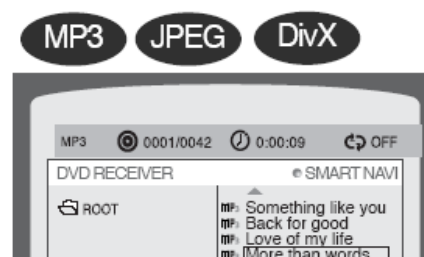 MP3 JPEG DivX
MP3 0001/0042 0:00:09 OFF
DVD RECEIVER SMART NAVI
ROOT
Something like you
Back for good
Love of my life
More than words